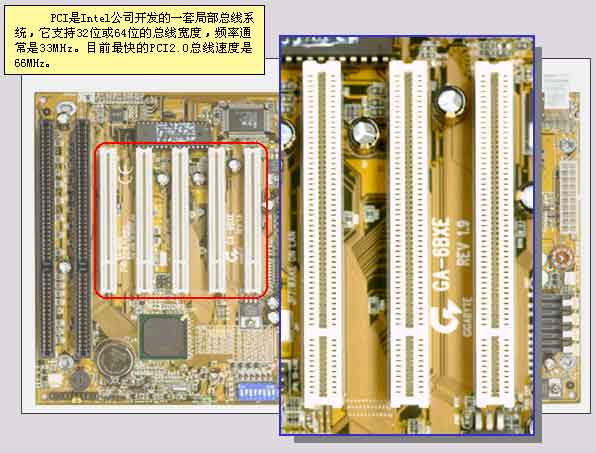 PCI是Intel公司开发的一套局部总线系
统，它支持32位或64位的总线宽度，频率通
常是33MHz。目前最快的PCI2.0总线速度是
66MHz。
GA-6BXE
REV 1.9
GIGABYTE